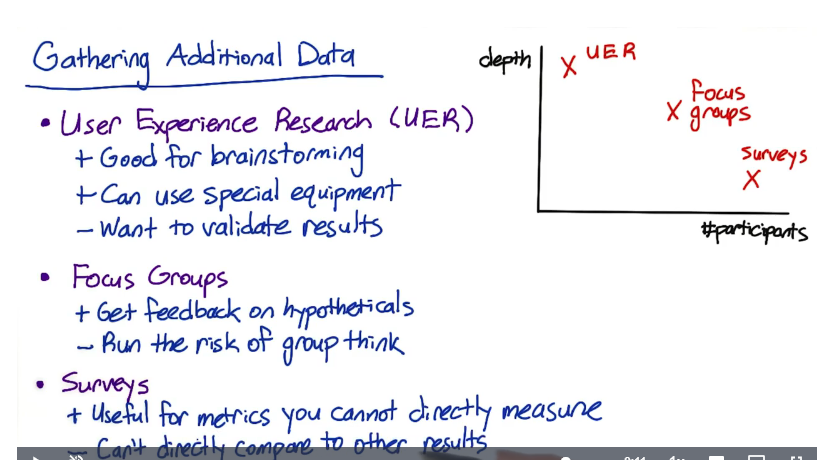 Gathering Additional Data
• User Experience Research (UER)
+ Good for brainstorming
+ Can use special equipment
- Want to validate results
• Focus Groups
+ Get feedback on hypotheticals
- Run the risk of group think
• Surveys
+ Useful for metrics you cannot directly measure
- Can't directly compare to other results
depth
X UER
X Focus
groups
Surveys
X
#participants